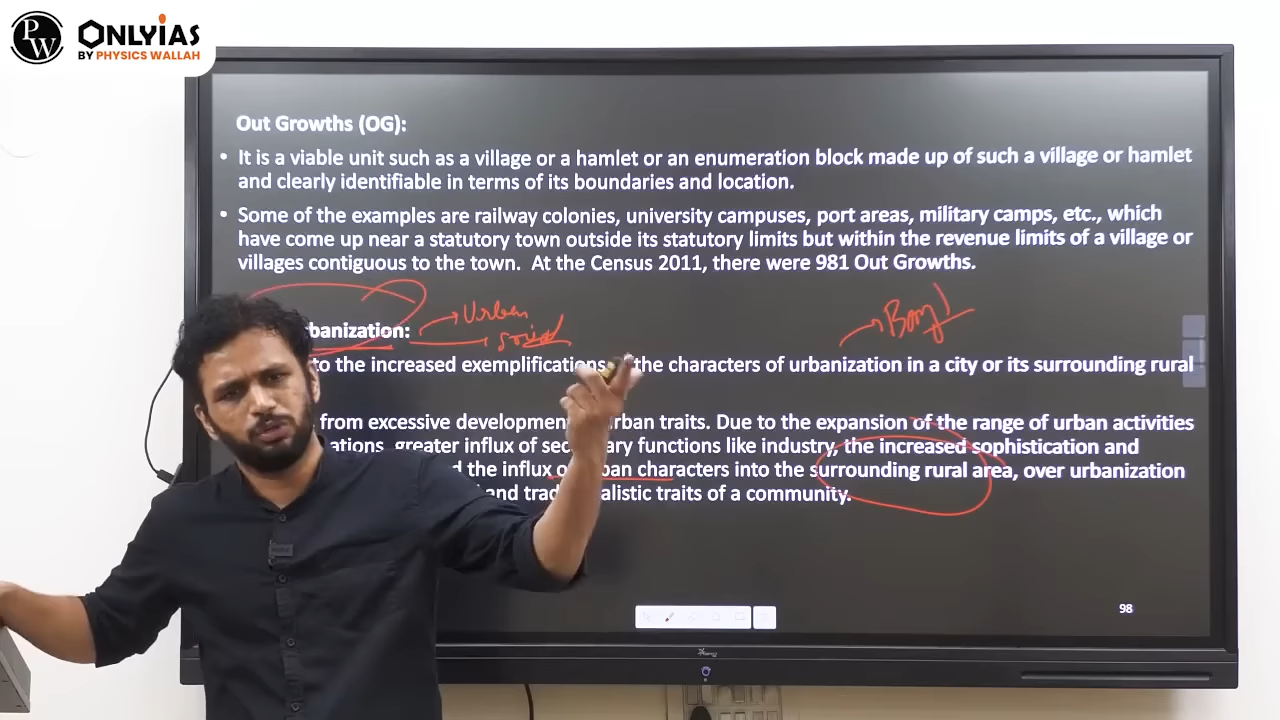 PW ONLYIAS
BY PHYSICS WALLAH
Out Growths (OG):
• It is a viable unit such as a village or a hamlet or an enumeration block made up of such a village or hamlet
and clearly identifiable in terms of its boundaries and location.
• Some of the examples are railway colonies, university campuses, port areas, military camps, etc., which
have come up near a statutory town outside its statutory limits but within the revenue limits of a village or
villages contiguous to the town. At the Census 2011, there were 981 Out Growths.
Urban
banization:
social
to the increased exemplifications the characters of urbanization in a city or its surrounding rural
from excessive development urban traits. Due to the expansion of the range of urban activities
ations, greater influx of secondary functions like industry, the increased sophistication and
d the influx of urban characters into the surrounding rural area, over urbanization
and trad alistic traits of a community.
98